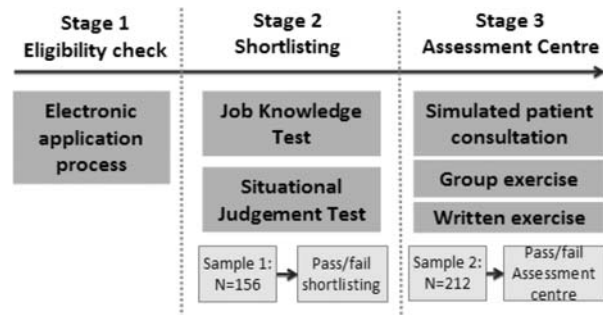 Stage 1
Eligibility check
Stage 2
Shortlisting
Stage 3
Assessment Centre
Electronic
application
process
Job Knowledge
Test
Situational
Judgement Test
Simulated patient
consultation
Group exercise
Written exercise
Sample 1:
N=156
Pass/fail
shortlisting
Sample 2:
N=212
Pass/fail
Assessment
centre